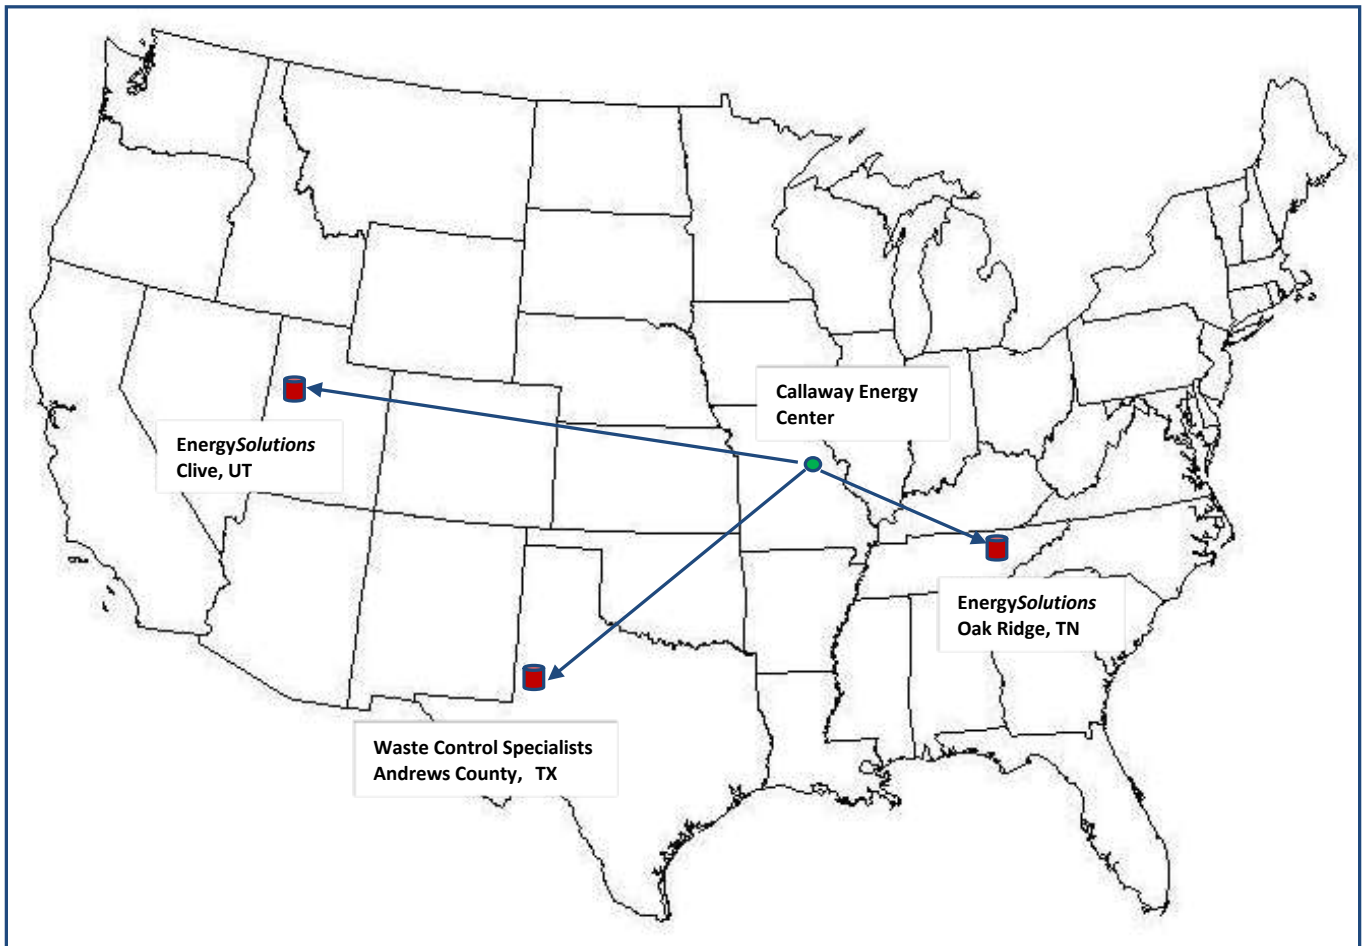 Callaway Energy
Center
EnergySolutions
Clive, UT
EnergySolutions
Oak Ridge, TN
Waste Control Specialists
Andrews County, TX